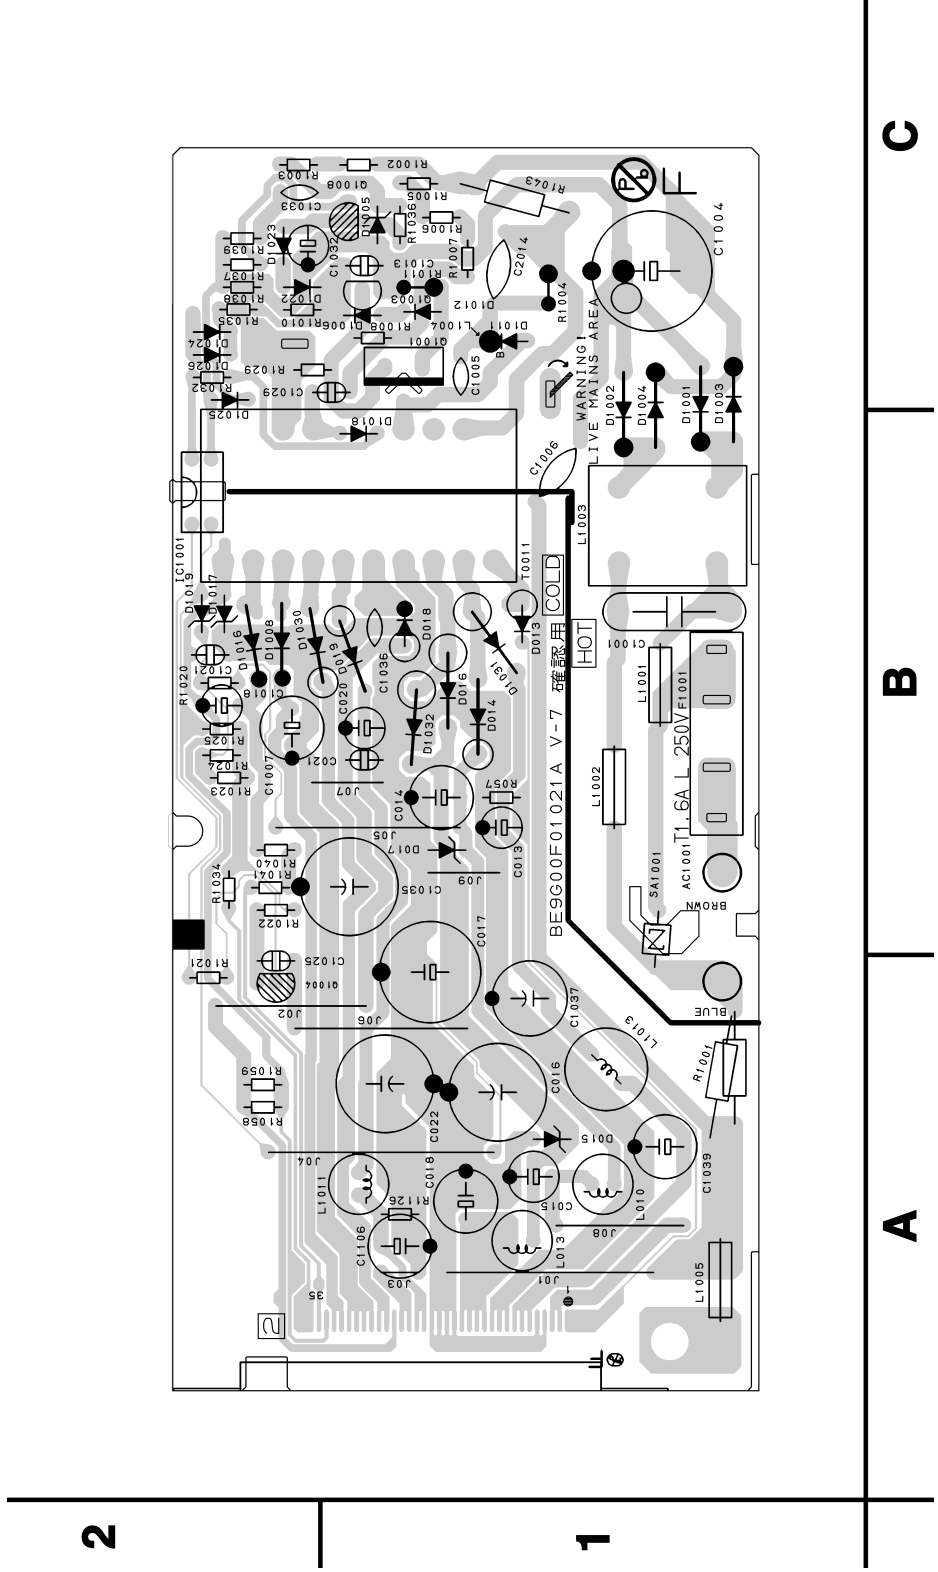 C
R1003
R1002
C1033
Q1008
R1005
R1043
Pb
F
D1005
R1036
R1006
C1004
D1023
C1032
R1039
R1037
R1038
R1035
D1022
R1010
C1013
R1011
Q1003
R1007
D1012
C2014
R1004
D1006
R1008
L1004
D1011
B
D1024
D1026
R1032
D1025
R1029
C1029
Q1001
C1005
WARNING!
LIVE MAINS AREA
D1002
D1004
D1001
D1003
D1018
C1006
L1003
IC1001
T0011
D1019
D1017
COLD
確認用
HOT
D1016
D1008
D1030
D019
C1036
D018
D1031
D013
C1001
R1020
C1021
C1018
R1025
R1024
R1023
C1007
C020
C021
J07
D1032
D016
D014
C014
R057
C013
L1001
F1001
L1002
T1.6A L 250V
BE9G00F01021A V-7
B
J05
D017
J09
R1040
R1041
R1034
R1022
C1035
SA1001
AC1001
BROWN
C017
C1025
Q1004
R1021
J02
J06
C1037
L1013
BLUE
R1001
R1059
R1058
C022
C016
D015
J04
C018
C1039
L1011
R1126
C015
L010
C1106
J03
L013
J08
J01
L1005
A
35
1
2
2
1